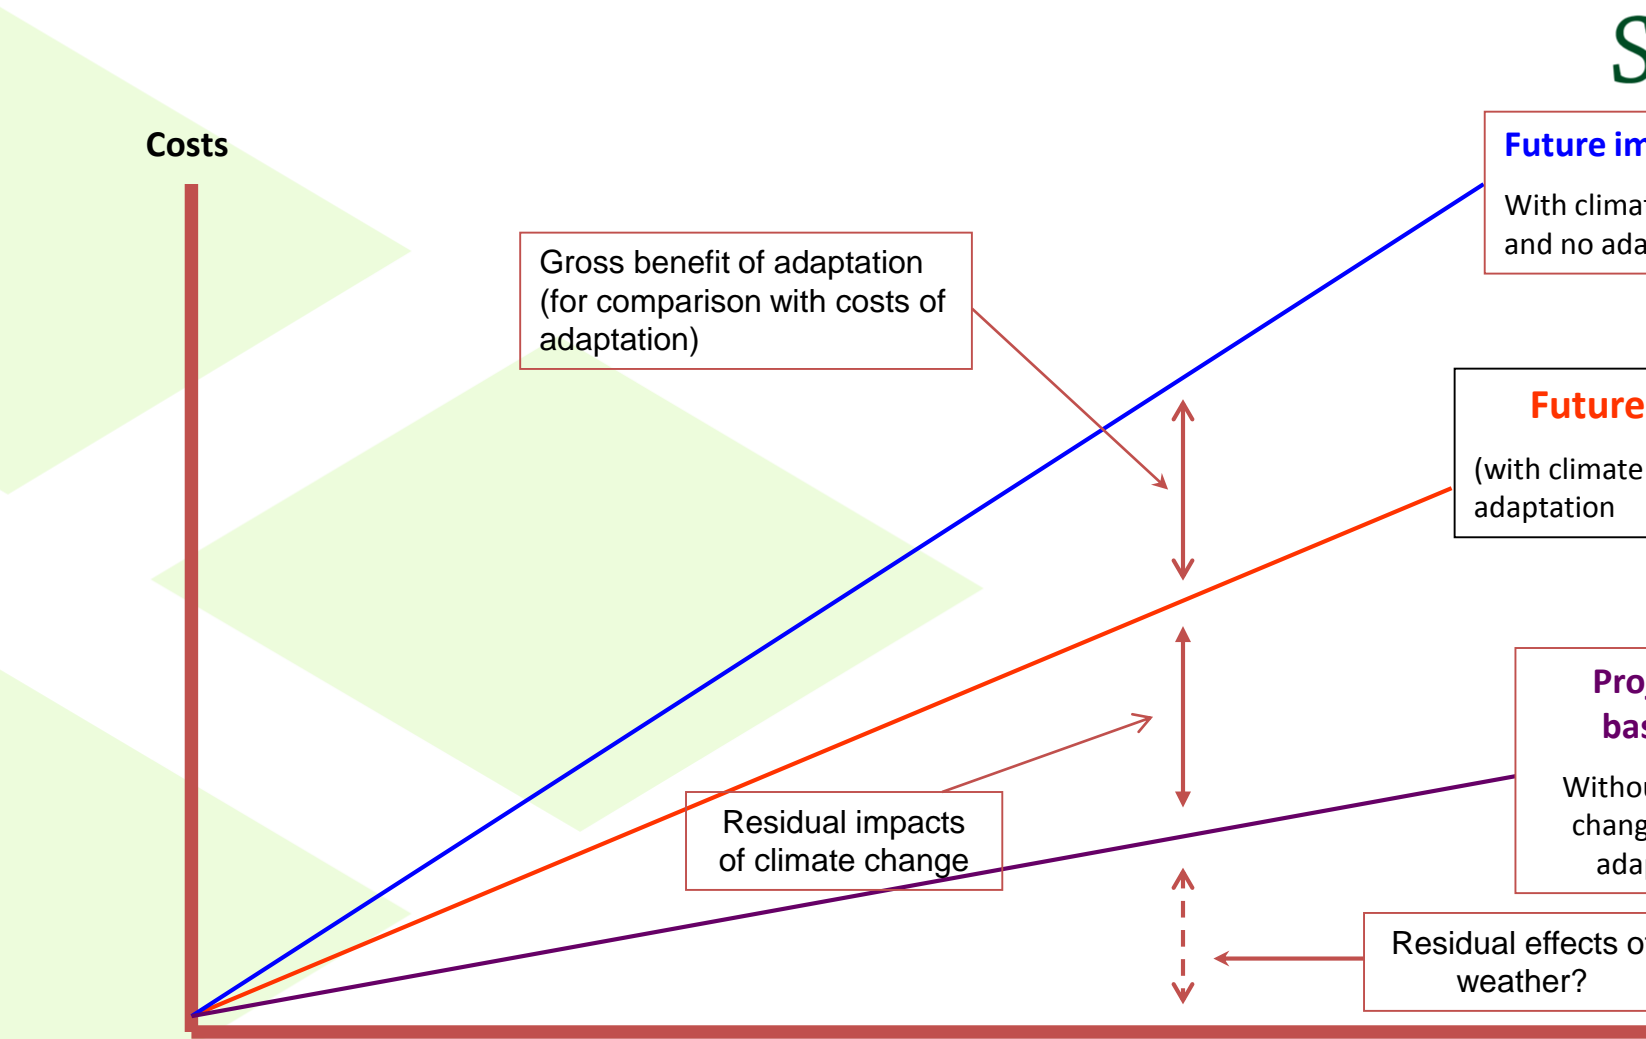 S
Costs
Future im
With climat
and no ada
Gross benefit of adaptation
(for comparison with costs of
adaptation)
Future
(with climate
adaptation
Pro
bas
Withou
chang
ada
Residual impacts
of climate change
Residual effects of
weather?